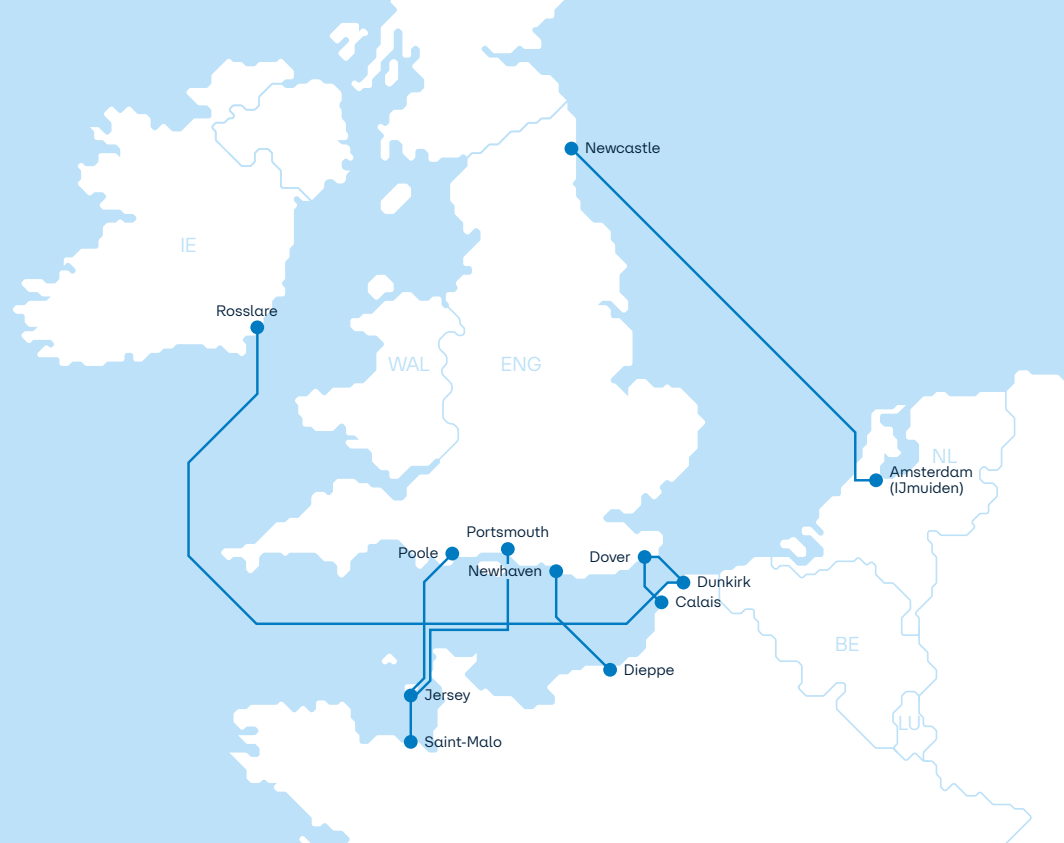 Newcastle
IE
Rosslare
WAL
ENG
NL
Amsterdam
(IJmuiden)
Portsmouth
Poole
Dover
Newhaven
Dunkirk
Calais
BE
Dieppe
Jersey
LU
Saint-Malo